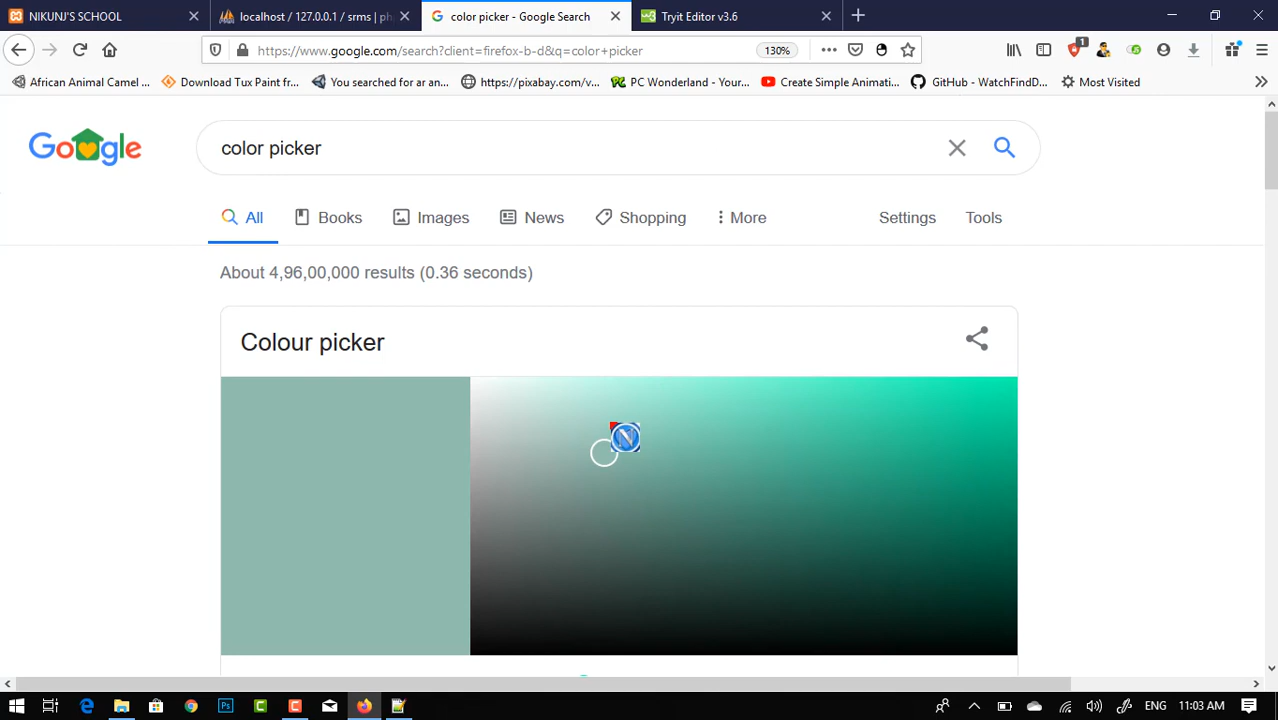 NIKUNJ'S SCHOOL
localhost / 127.0.0.1 / srms | ph
color picker - Google Search
Tryit Editor v3.6
https://www.google.com/search?client=firefox-b-d&q=color+picker
130%
1
African Animal Camel ...
Download Tux Paint fr...
You searched for ar an...
https://pixabay.com/v...
PC Wonderland - Your...
Create Simple Animati...
GitHub - WatchFindD...
Most Visited
Google
color picker
All
Books
Images
News
Shopping
More
Settings
Tools
About 4,96,00,000 results (0.36 seconds)
Colour picker
N
ENG
11:03 AM